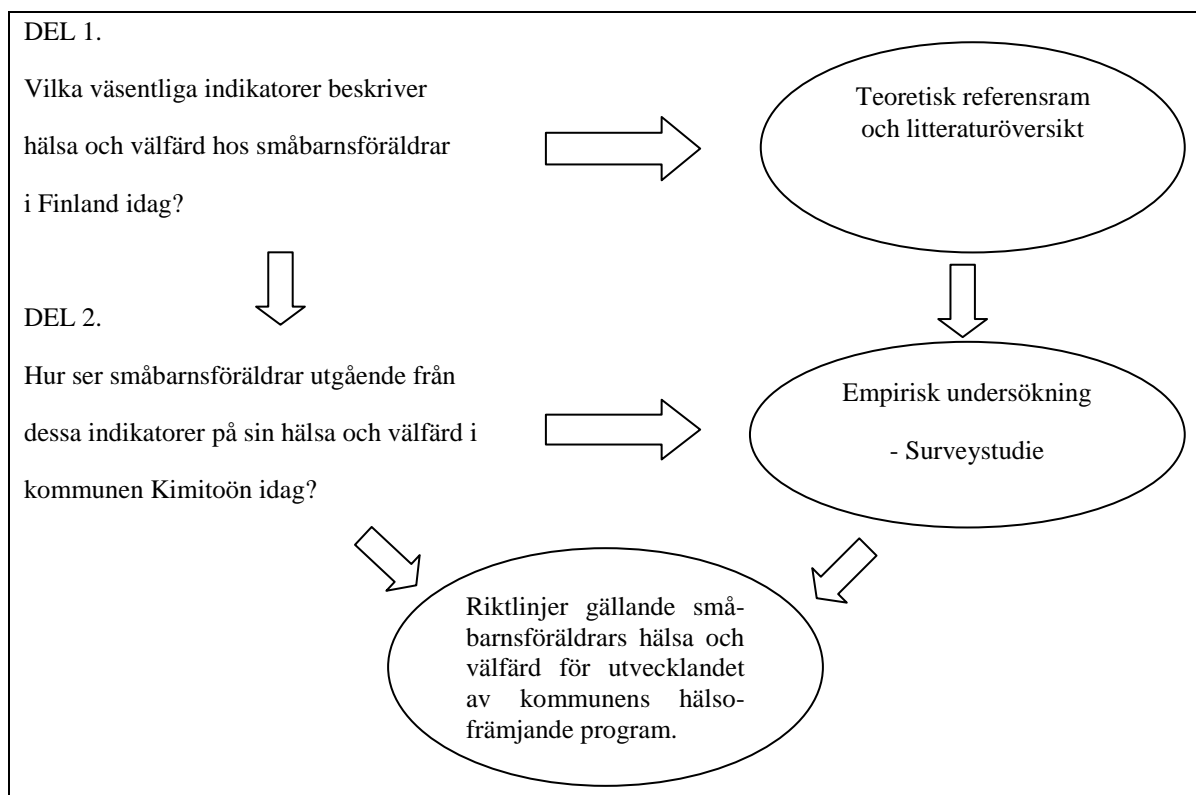 DEL 1.
Vilka väsentliga indikatorer beskriver
hälsa och välfärd hos småbarnsföräldrar
i Finland idag?
Teoretisk referensram
och litteraturöversikt
DEL 2.
Hur ser småbarnsföräldrar utgående från
dessa indikatorer på sin hälsa och välfärd i
kommunen Kimitoön idag?
Empirisk undersökning
- Surveystudie
Riktlinjer gällande små-
barnsföräldrars hälsa och
välfärd för utvecklandet
av kommunens hälso-
främjande program.